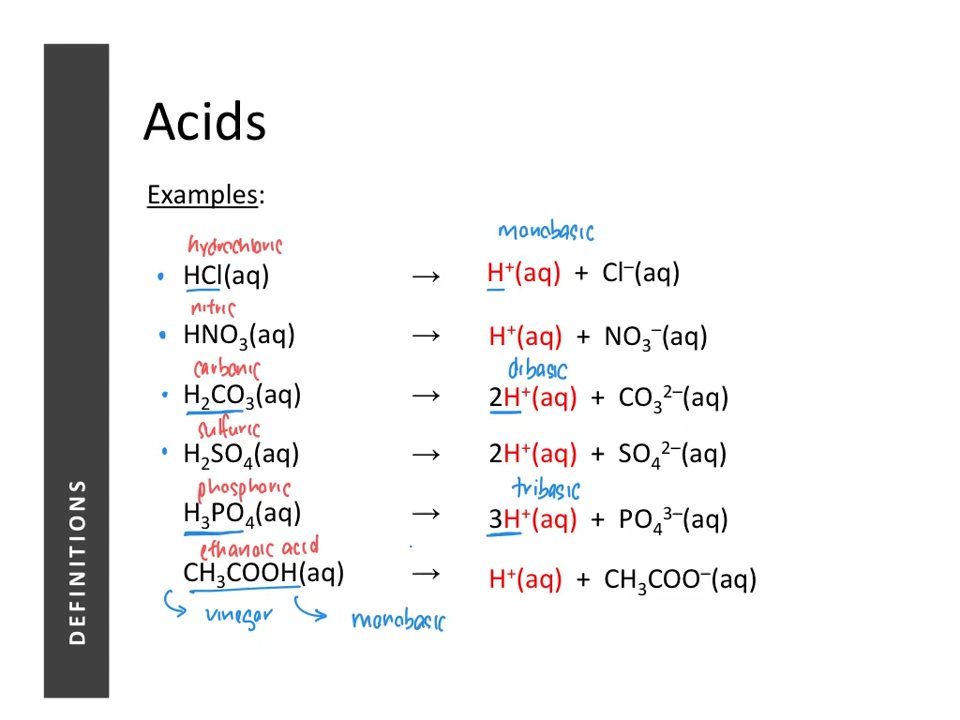 Acids
Examples:
hydrochloric
monobasic
HCl(aq) → H⁺(aq) + Cl⁻(aq)
nitric
HNO₃(aq) → H⁺(aq) + NO₃⁻(aq)
carbonic
dibasic
H₂CO₃(aq) → 2H⁺(aq) + CO₃²⁻(aq)
sulfuric
H₂SO₄(aq) → 2H⁺(aq) + SO₄²⁻(aq)
phosphoric
tribasic
H₃PO₄(aq) → 3H⁺(aq) + PO₄³⁻(aq)
ethanoic acid
CH₃COOH(aq) → H⁺(aq) + CH₃COO⁻(aq)
vinegar
monobasic
DEFINITIONS